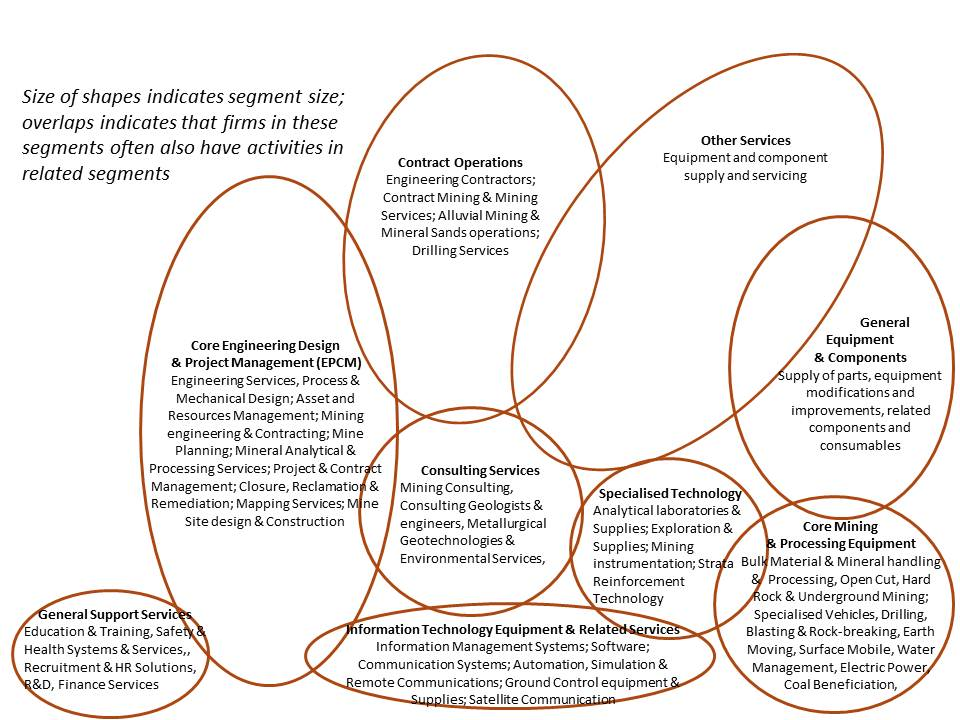 Size of shapes indicates segment size;
overlaps indicates that firms in these
segments often also have activities in
related segments
Contract Operations
Engineering Contractors;
Contract Mining & Mining
Services; Alluvial Mining &
Mineral Sands operations;
Drilling Services
Other Services
Equipment and component
supply and servicing
Core Engineering Design
& Project Management (EPCM)
Engineering Services, Process &
Mechanical Design; Asset and
Resources Management; Mining
engineering & Contracting; Mine
Planning; Mineral Analytical &
Processing Services; Project & Contract
Management; Closure, Reclamation &
Remediation; Mapping Services; Mine
Site design & Construction
General
Equipment
& Components
Supply of parts, equipment
modifications and
improvements, related
components and
consumables
Consulting Services
Mining Consulting,
Consulting Geologists &
engineers, Metallurgical
Geotechnologies &
Environmental Services,
Specialised Technology
Analytical laboratories &
Supplies; Exploration &
Supplies; Mining
instrumentation; Strata
Reinforcement
Technology
Core Mining
& Processing Equipment
Bulk Material & Mineral handling
& Processing, Open Cut, Hard
Rock & Underground Mining;
Specialised Vehicles, Drilling,
Blasting & Rock-breaking, Earth
Moving, Surface Mobile, Water
Management, Electric Power,
Coal Beneficiation,
General Support Services
Education & Training, Safety &
Health Systems & Services,,
Recruitment & HR Solutions,
R&D, Finance Services
Information Technology Equipment & Related Services
Information Management Systems; Software;
Communication Systems; Automation, Simulation &
Remote Communications; Ground Control equipment &
Supplies; Satellite Communication